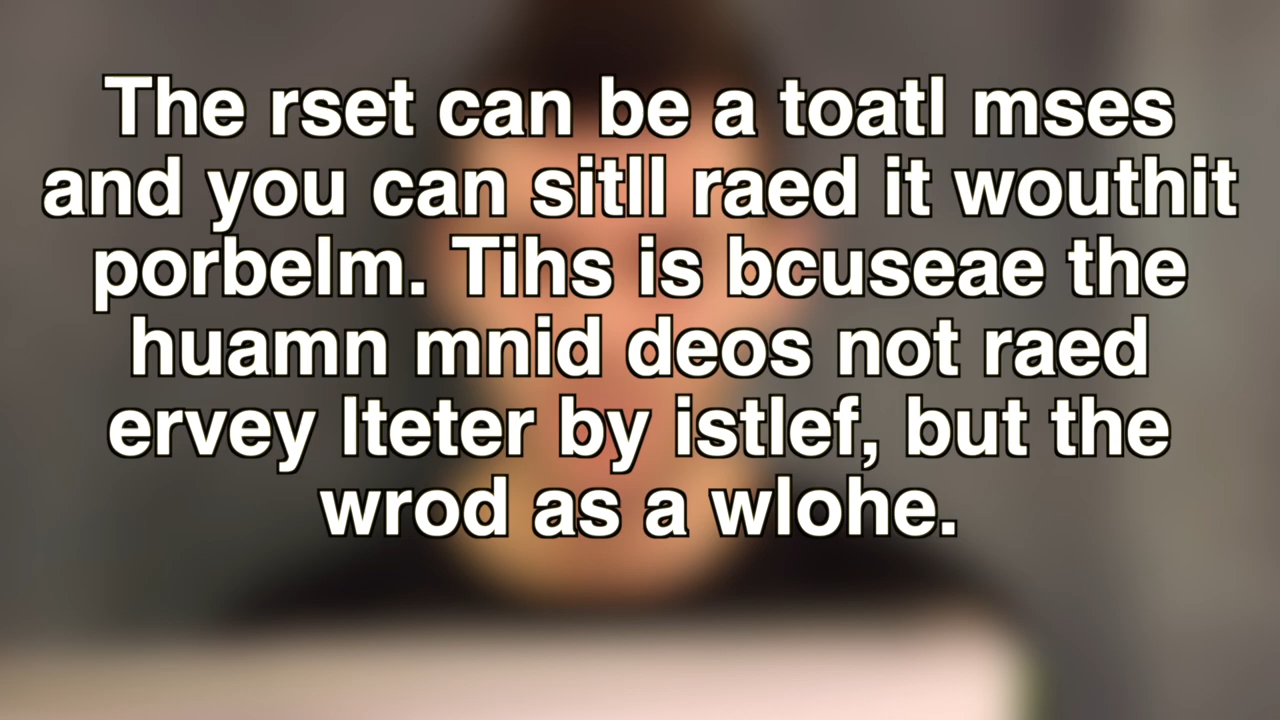 The rset can be a toatl mses
and you can sitll raed it wouthit
porbelm. Tihs is bcuseae the
huamn mnid deos not raed
ervey lteter by istlef, but the
wrod as a wlohe.